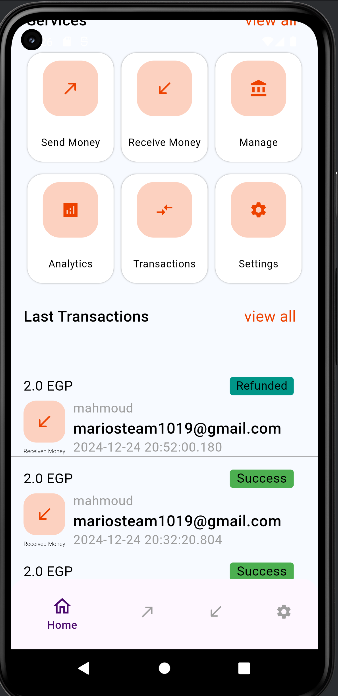 Services view all
Send Money Receive Money Manage
Analytics Transactions Settings
Last Transactions view all
2.0 EGP Refunded
mahmoud
mariosteam1019@gmail.com
Received Money 2024-12-24 20:52:00.180
2.0 EGP Success
mahmoud
mariosteam1019@gmail.com
Received Money 2024-12-24 20:32:20.804
2.0 EGP Success
Home